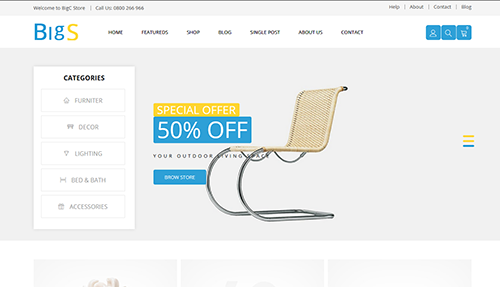 Welcome to BigC Store | Call Us: 0800 266 966
Help | About | Contact | Blog
BigS
HOME FEATUREDS SHOP BLOG SINGLE POST ABOUT US CONTACT
CATEGORIES
FURNITER
DECOR
LIGHTING
BED & BATH
ACCESSORIES
SPECIAL OFFER
50% OFF
YOUR OUTDOOR LIVING SPACE
BROW STORE